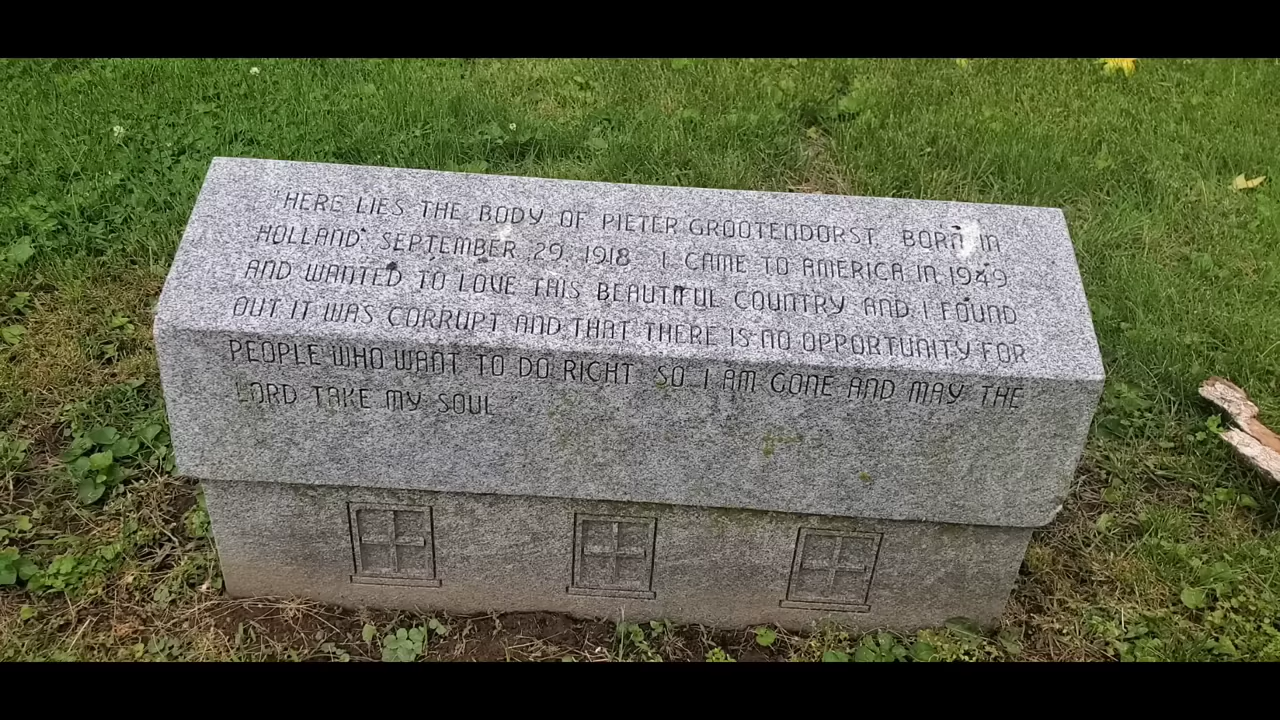 "HERE LIES THE BODY OF PIETER GROOTENDORST. BORN IN
HOLLAND, SEPTEMBER 29, 1918 I CAME TO AMERICA IN 1949
AND WANTED TO LOVE THIS BEAUTIFUL COUNTRY AND I FOUND
OUT IT WAS CORRUPT AND THAT THERE IS NO OPPORTUNITY FOR
PEOPLE WHO WANT TO DO RIGHT SO I AM GONE AND MAY THE
LORD TAKE MY SOUL